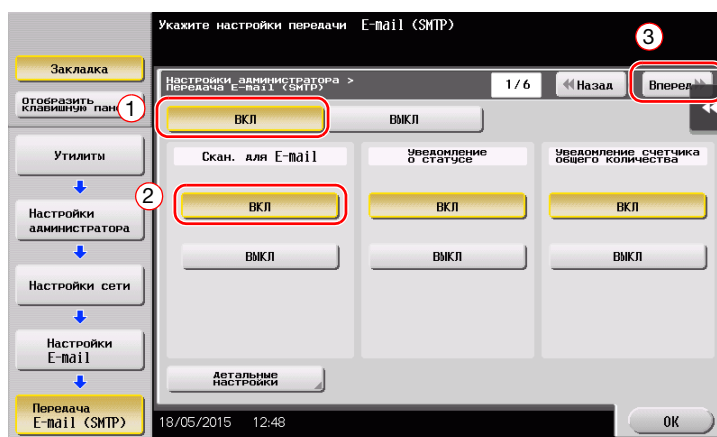 Укажите настройки передачи E-mail (SMTP)
3
Закладка
Отобразить
клавишную пан
1
Настройки администратора >
Передача E-mail (SMTP)
1/6
Назад
Вперед
ВКЛ
ВЫКЛ
Утилиты
Скан. для E-mail
Уведомление
о статусе
Уведомление счетчика
общего количества
2
Настройки
администратора
ВКЛ
ВКЛ
ВКЛ
ВЫКЛ
ВЫКЛ
ВЫКЛ
Настройки сети
Настройки
E-mail
Детальные
настройки
Передача
E-mail (SMTP)
18/05/2015 12:48
OK